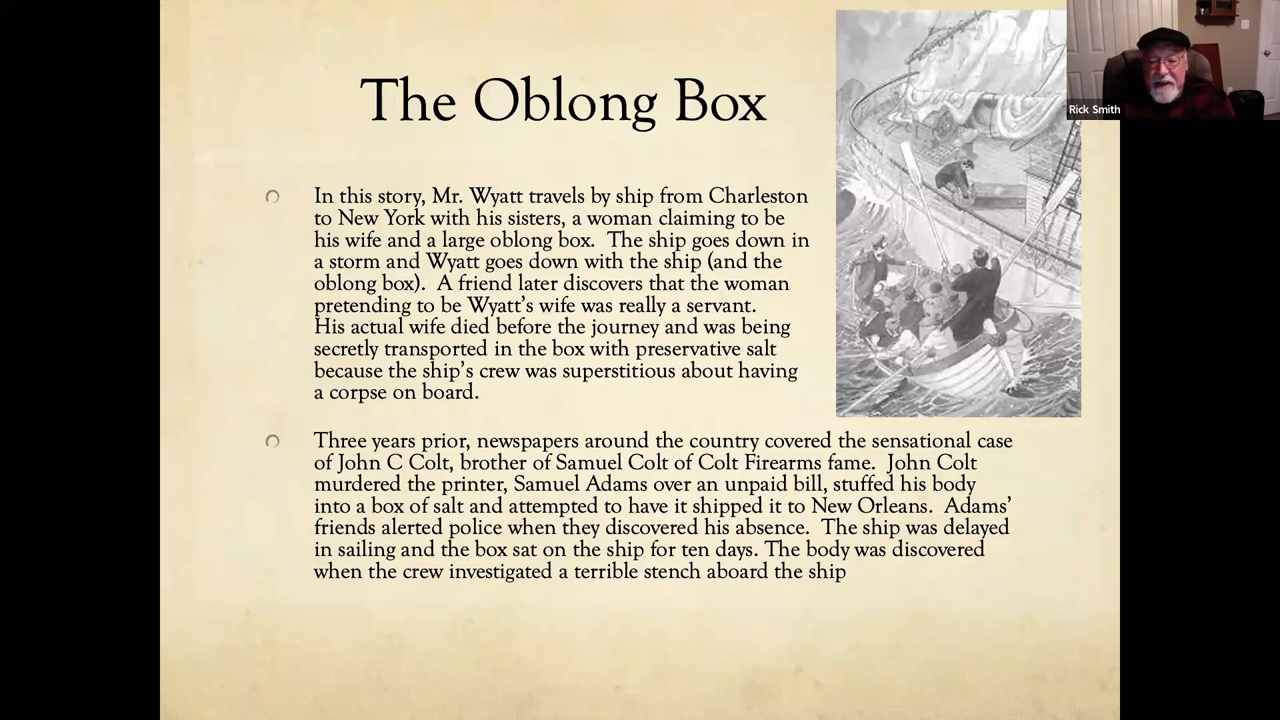 The Oblong Box
Rick Smith
In this story, Mr. Wyatt travels by ship from Charleston
to New York with his sisters, a woman claiming to be
his wife and a large oblong box.  The ship goes down in
a storm and Wyatt goes down with the ship (and the
oblong box).  A friend later discovers that the woman
pretending to be Wyatt's wife was really a servant.
His actual wife died before the journey and was being
secretly transported in the box with preservative salt
because the ship's crew was superstitious about having
a corpse on board.
Three years prior, newspapers around the country covered the sensational case
of John C Colt, brother of Samuel Colt of Colt Firearms fame.  John Colt
murdered the printer, Samuel Adams over an unpaid bill, stuffed his body
into a box of salt and attempted to have it shipped it to New Orleans.  Adams'
friends alerted police when they discovered his absence.  The ship was delayed
in sailing and the box sat on the ship for ten days. The body was discovered
when the crew investigated a terrible stench aboard the ship